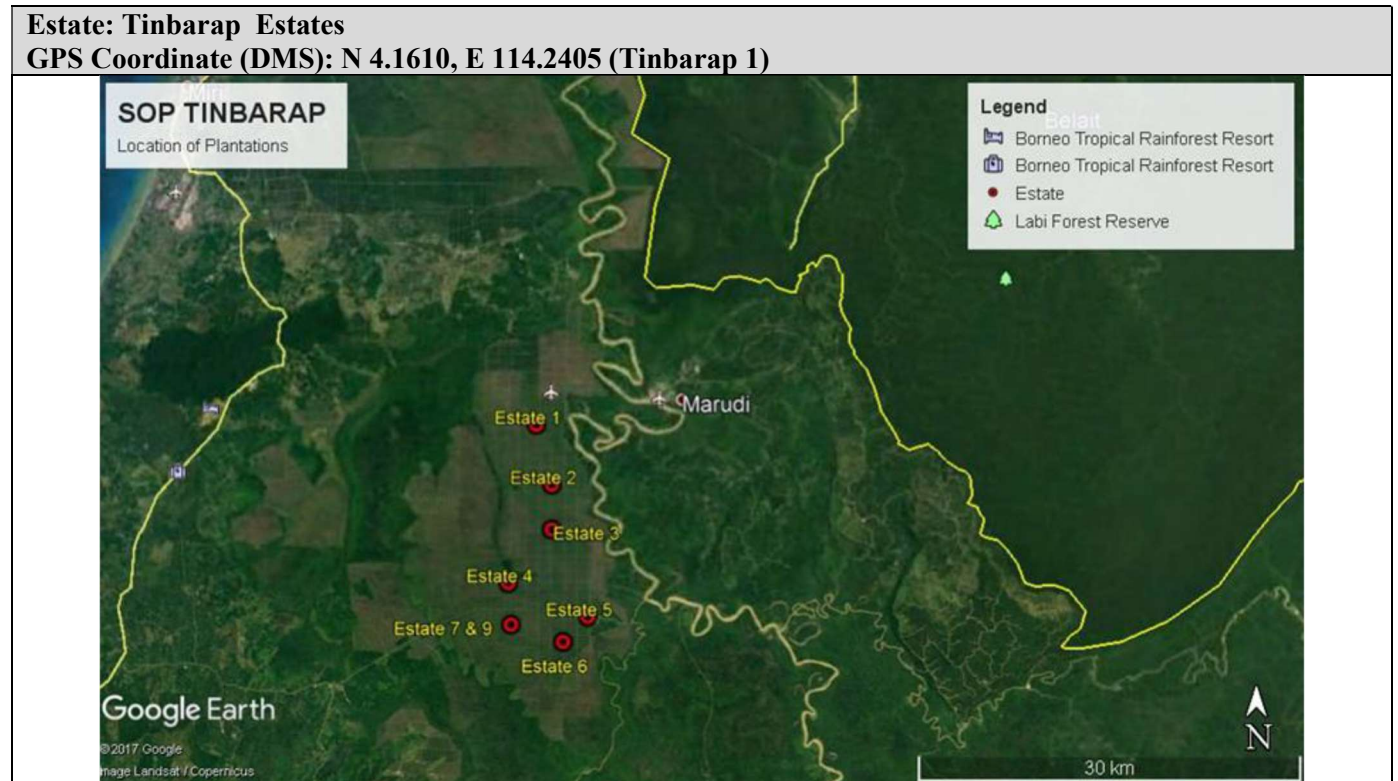 Estate: Tinbarap Estates
GPS Coordinate (DMS): N 4.1610, E 114.2405 (Tinbarap 1)
Miri
SOP TINBARAP
Location of Plantations
Legend
Belait
Borneo Tropical Rainforest Resort
Borneo Tropical Rainforest Resort
Estate
Labi Forest Reserve
Marudi
Estate 1
Estate 2
Estate 3
Estate 4
Estate 5
Estate 7 & 9
Estate 6
Google Earth
©2017 Google
Image Landsat / Copernicus
N
30 km